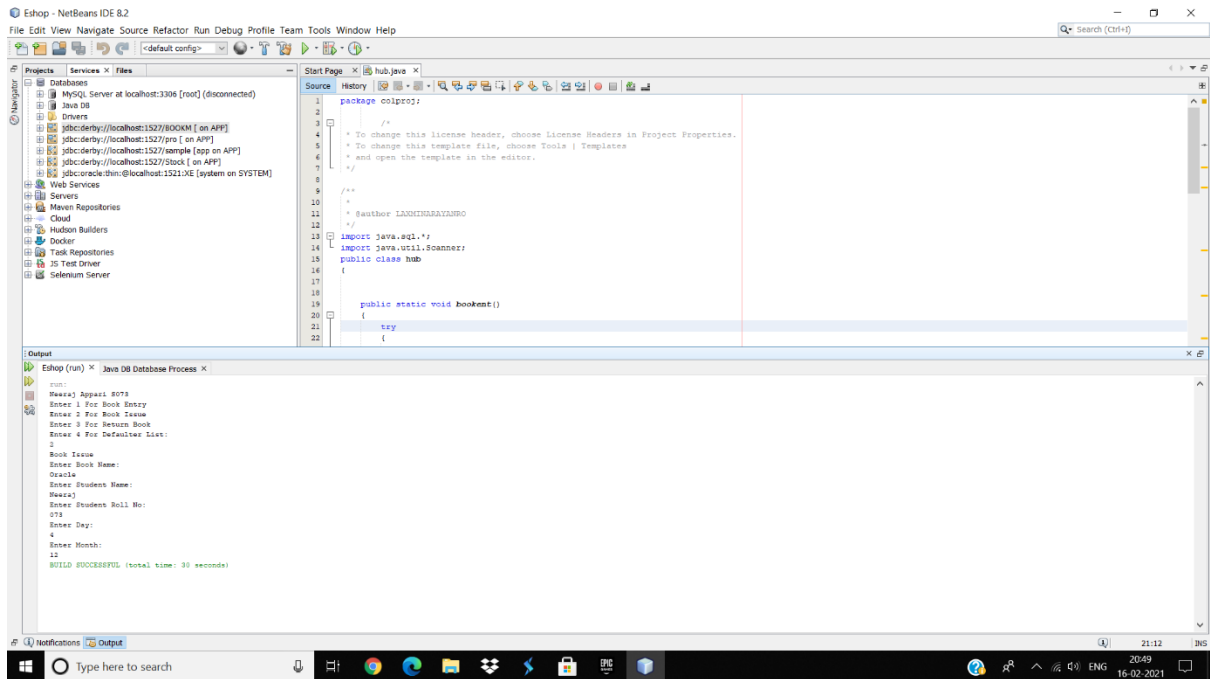 Eshop - NetBeans IDE 8.2
File Edit View Navigate Source Refactor Run Debug Profile Team Tools Window Help
Search (Ctrl+I)
<default config>
Projects Services × Files
Start Page × hub.java ×
Navigator
Source History
Databases
MySQL Server at localhost:3306 [root] (disconnected)
Java DB
Drivers
jdbc:derby://localhost:1527/BOOKM [ on APP]
jdbc:derby://localhost:1527/pro [ on APP]
jdbc:derby://localhost:1527/sample [app on APP]
jdbc:derby://localhost:1527/Stock [ on APP]
jdbc:oracle:thin:@localhost:1521:XE [system on SYSTEM]
Web Services
Servers
Maven Repositories
Cloud
Hudson Builders
Docker
Task Repositories
JS Test Driver
Selenium Server
1 package colproj;
2
3 /*
4 * To change this license header, choose License Headers in Project Properties.
5 * To change this template file, choose Tools | Templates
6 * and open the template in the editor.
7 */
8
9 /**
10 *
11 * @author LAXMINARAYANRO
12 */
13 import java.sql.*;
14 import java.util.Scanner;
15 public class hub
16 {
17
18
19 public static void bookent()
20 {
21 try
22 {
Output
Eshop (run) × Java DB Database Process ×
run:
Neeraj Appari S073
Enter 1 For Book Entry
Enter 2 For Book Issue
Enter 3 For Return Book
Enter 4 For Defaulter List:
2
Book Issue
Enter Book Name:
Oracle
Enter Student Name:
Neeraj
Enter Student Roll No:
073
Enter Day:
4
Enter Month:
12
BUILD SUCCESSFUL (total time: 30 seconds)
Notifications Output
21:12 INS
Type here to search
EPIC GAMES
ENG
20:49
16-02-2021